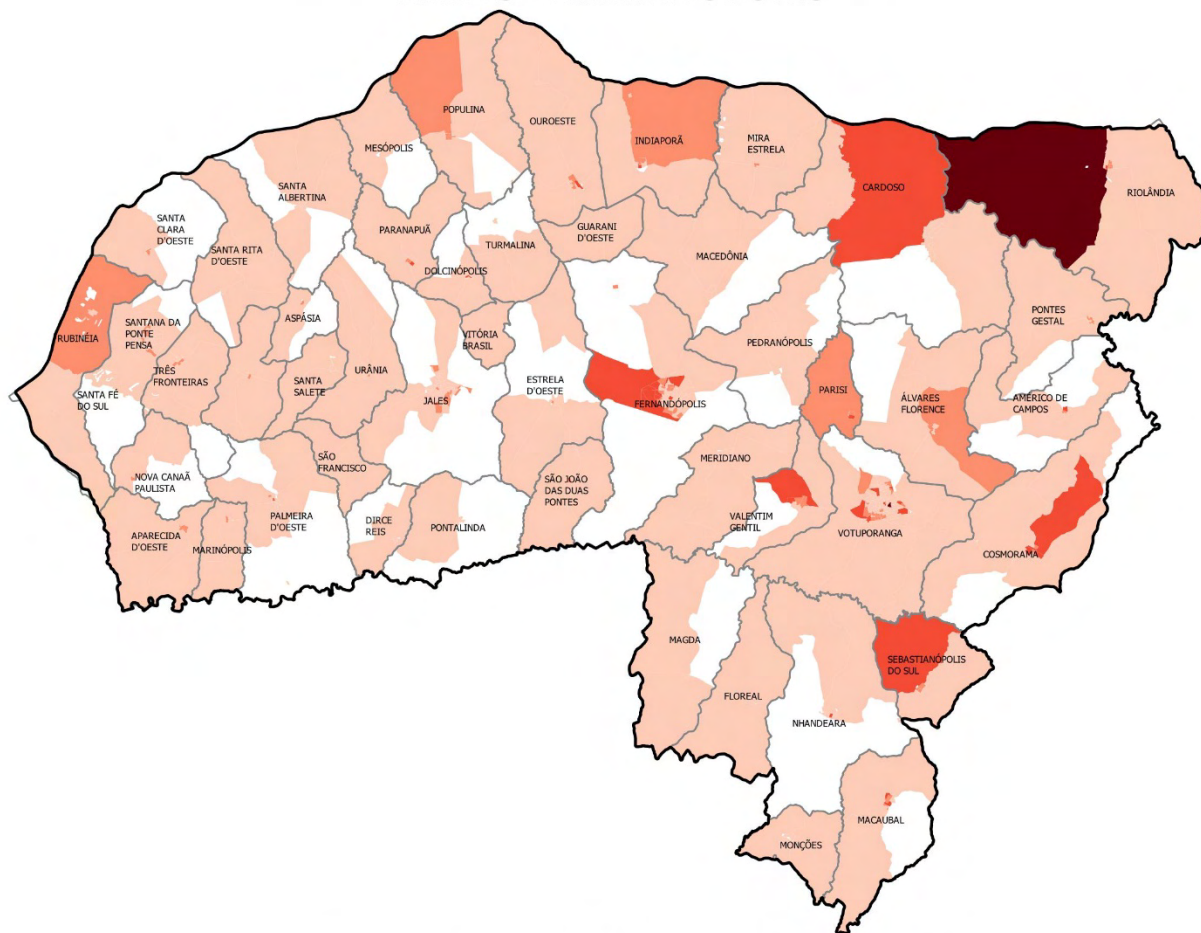 POPULINA
OUROESTE
INDIAPORÃ
MIRA
ESTRELA
MESÓPOLIS
CARDOSO
RIOLÂNDIA
SANTA
ALBERTINA
SANTA
CLARA
D'OESTE
SANTA RITA
D'OESTE
PARANAPUÃ
TURMALINA
GUARANI
D'OESTE
MACEDÔNIA
DOLCINÓPOLIS
RUBINÉIA
SANTANA DA
PONTE
PENSA
ASPÁSIA
VITÓRIA
BRASIL
PEDRANÓPOLIS
PONTES
GESTAL
TRÊS
FRONTEIRAS
SANTA
SALETE
URÂNIA
ESTRELA
D'OESTE
PARISI
SANTA FÉ
DO SUL
JALES
FERNANDÓPOLIS
ÁLVARES
FLORENCE
AMÉRICO DE
CAMPOS
SÃO
FRANCISCO
MERIDIANO
NOVA CANAÃ
PAULISTA
SÃO JOÃO
DAS DUAS
PONTES
APARECIDA
D'OESTE
MARINÓPOLIS
PALMEIRA
D'OESTE
DIRCE
REIS
PONTALINDA
VALENTIM
GENTIL
VOTUPORANGA
COSMORAMA
MAGDA
SEBASTIANÓPOLIS
DO SUL
FLOREAL
NHANDEARA
MACAUBAL
MONÇÕES